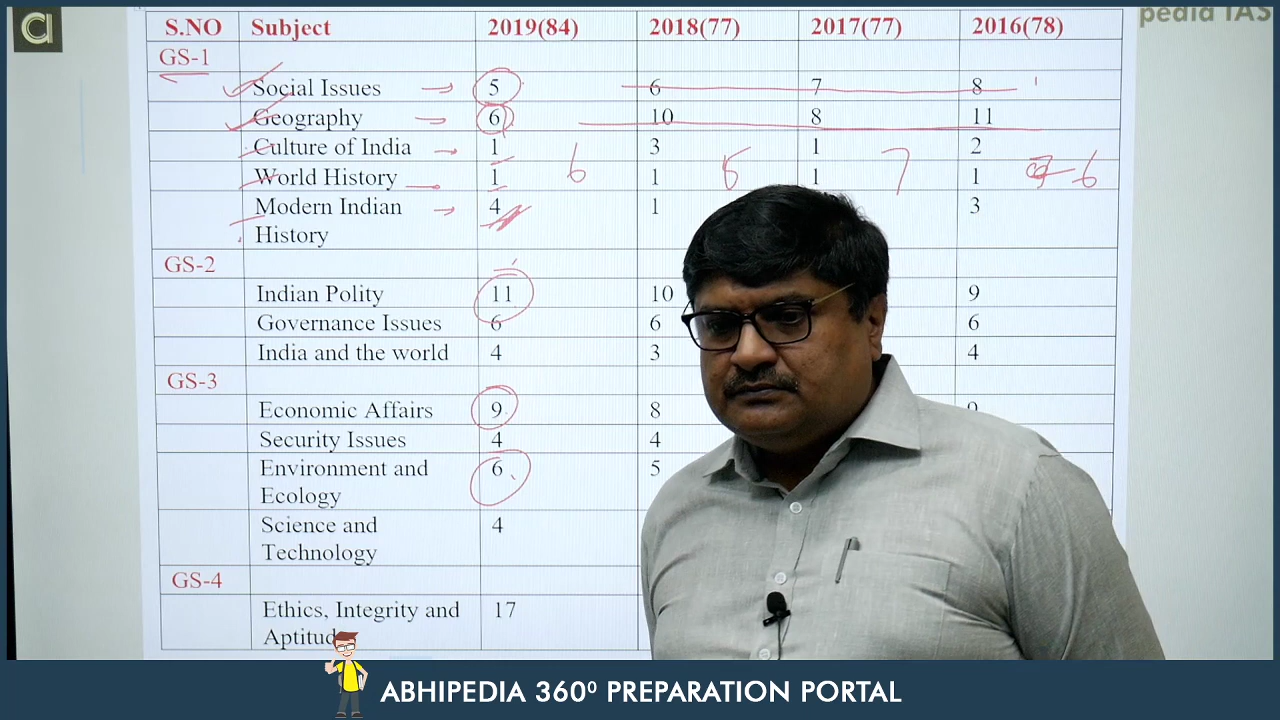 pedia IAS
S.NO Subject 2019(84) 2018(77) 2017(77) 2016(78)
GS-1
Social Issues 5 6 7 8
Geography 6 10 8 11
Culture of India 1 3 1 2
World History 1 1 1 1
6 7 6
Modern Indian 4 1 3
History
GS-2
Indian Polity 11 10 9
Governance Issues 6 6 6
India and the world 4 3 4
GS-3
Economic Affairs 9 8
Security Issues 4 4
Environment and 6 5
Ecology
Science and 4
Technology
GS-4
Ethics, Integrity and 17
Aptitud
ABHIPEDIA 360⁰ PREPARATION PORTAL